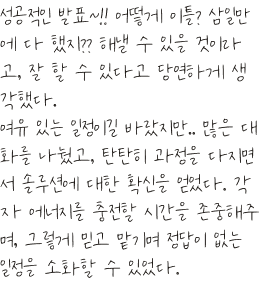 성공적인 발표~!! 어떻게 이틀? 삼일만
에 다 했지?? 해낼 수 있을 것이라
고, 잘 할 수 있다고 당연하게 생
각했다.
여유 있는 일정이길 바랐지만.. 많은 대
화를 나눴고, 탄탄히 과정을 다지면
서 솔루션에 대한 확신을 얻었다. 각
자 에너지를 충전할 시간을 존중해주
며, 그렇게 믿고 맡기며 정답이 없는
일정을 소화할 수 있었다.